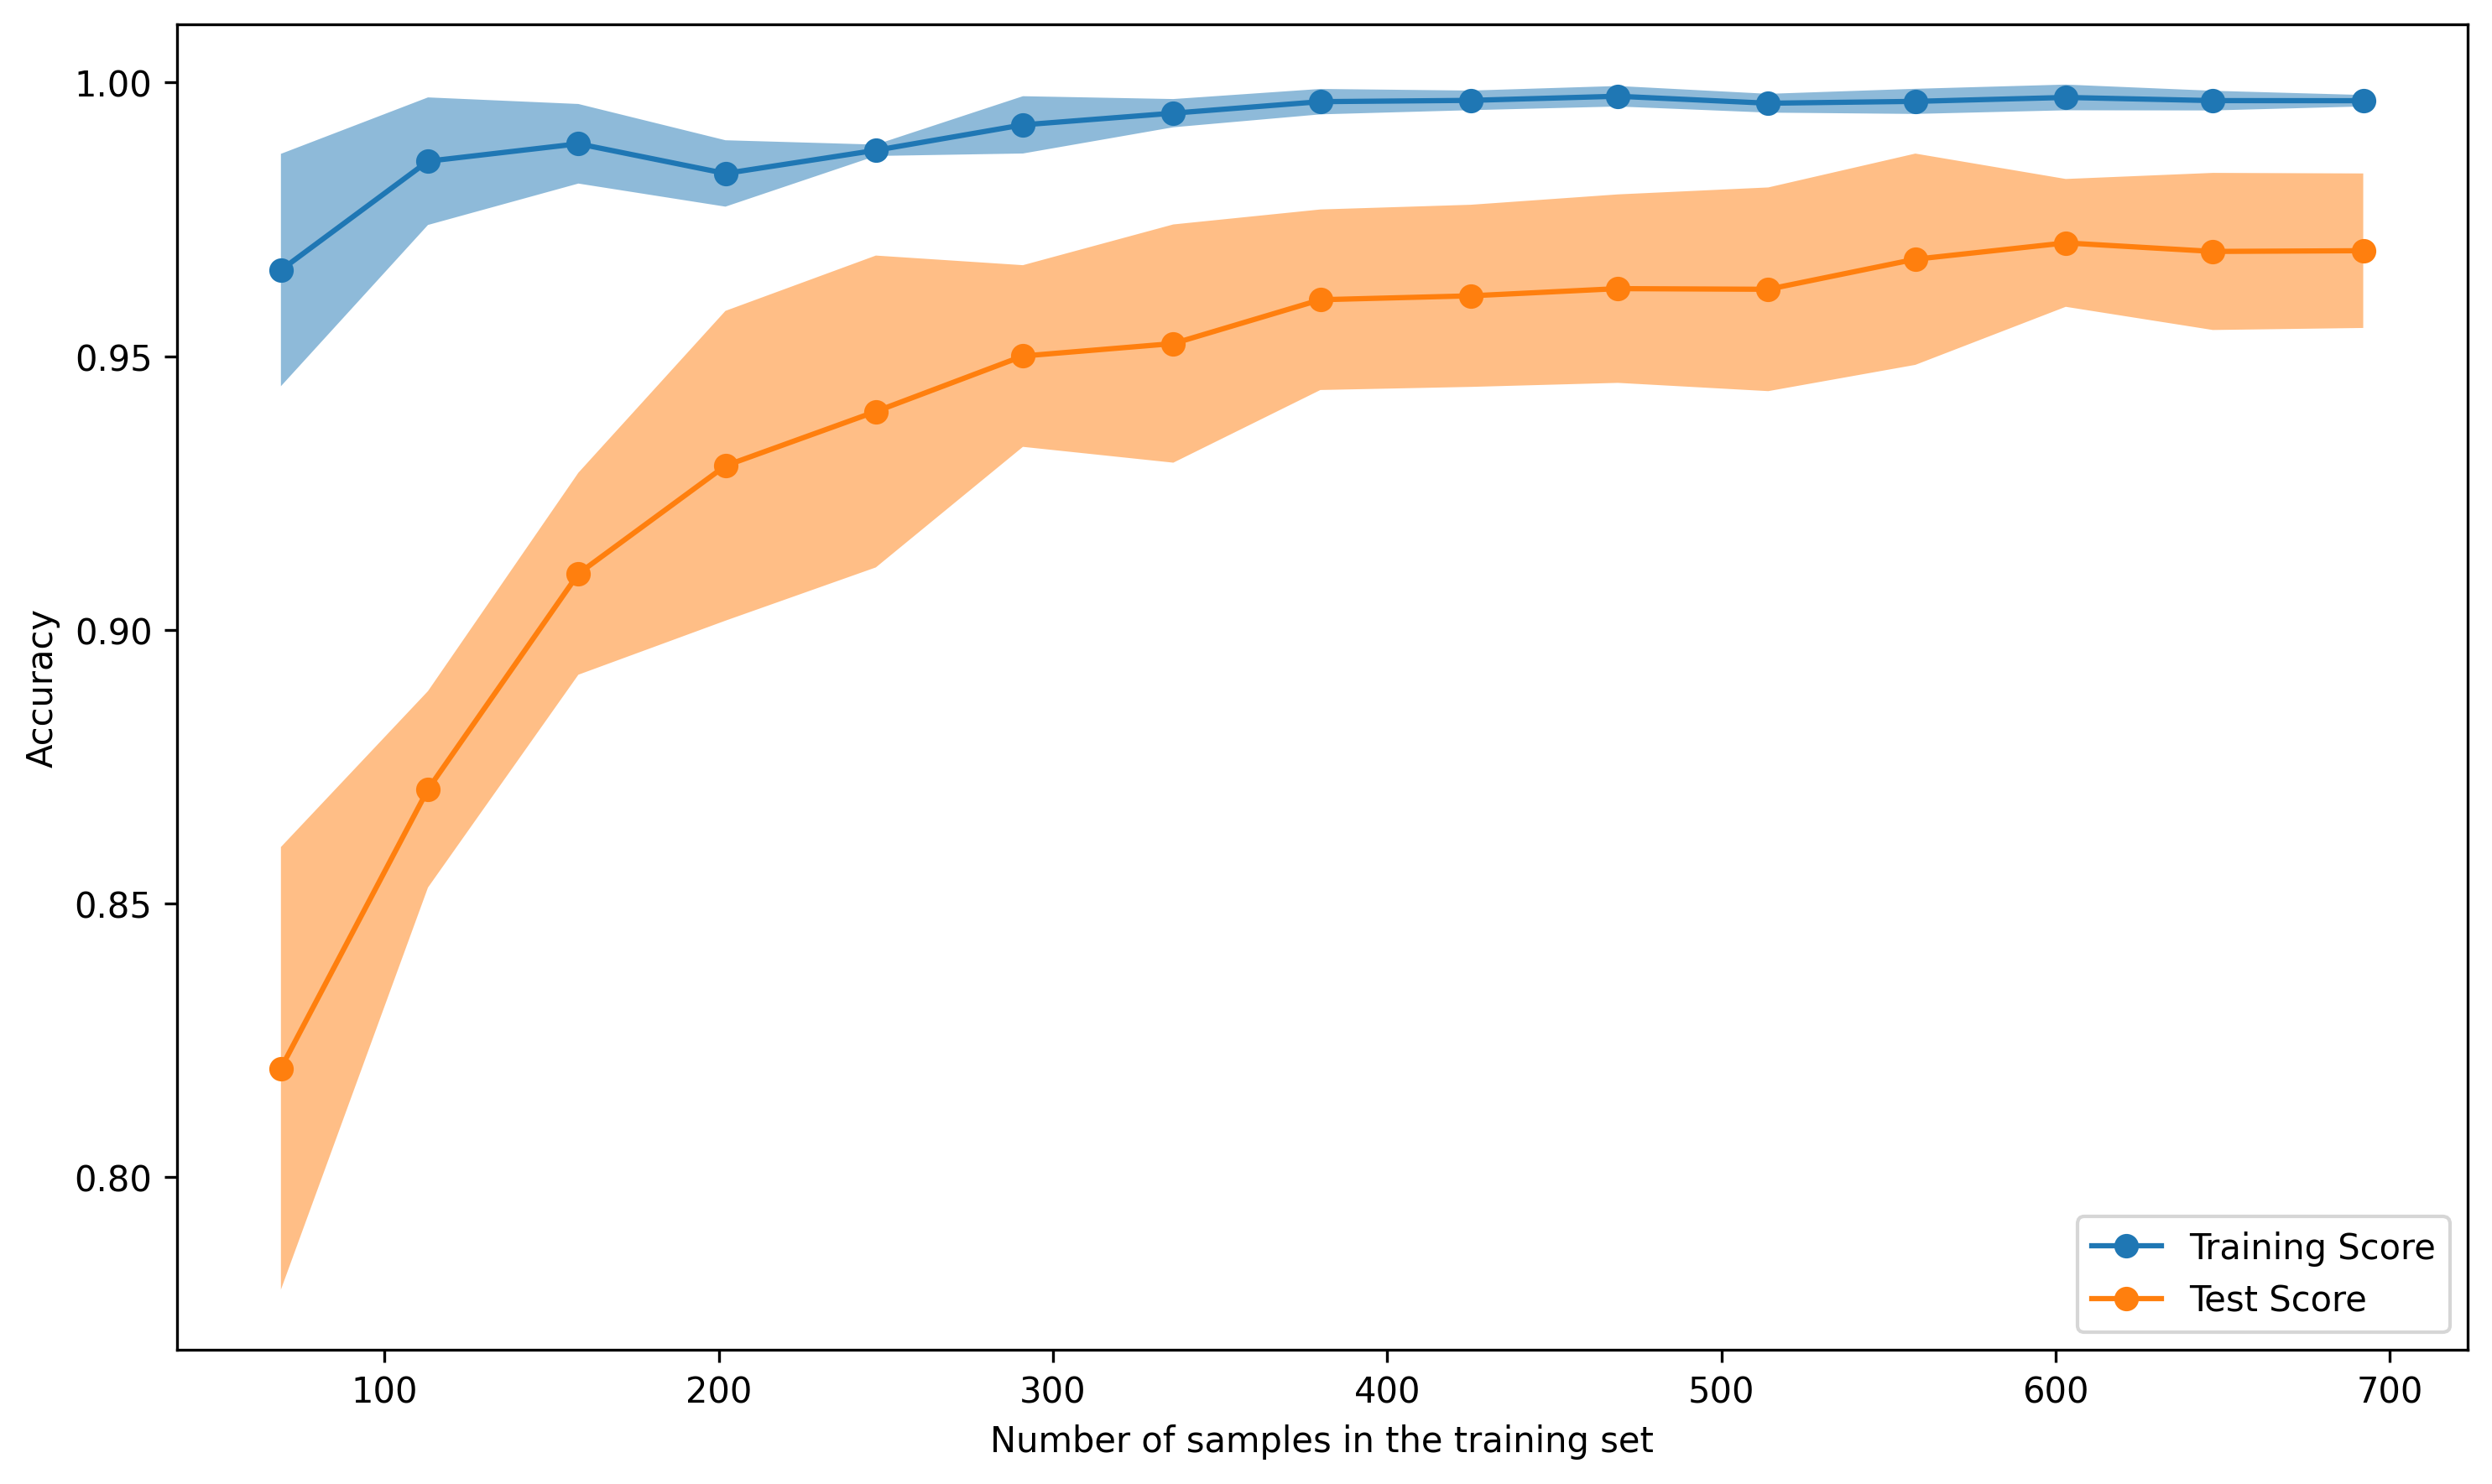 1.00
0.95
0.90
0.85
0.80
Accuracy
100 200 300 400 500 600 700
Number of samples in the training set
Training Score
Test Score